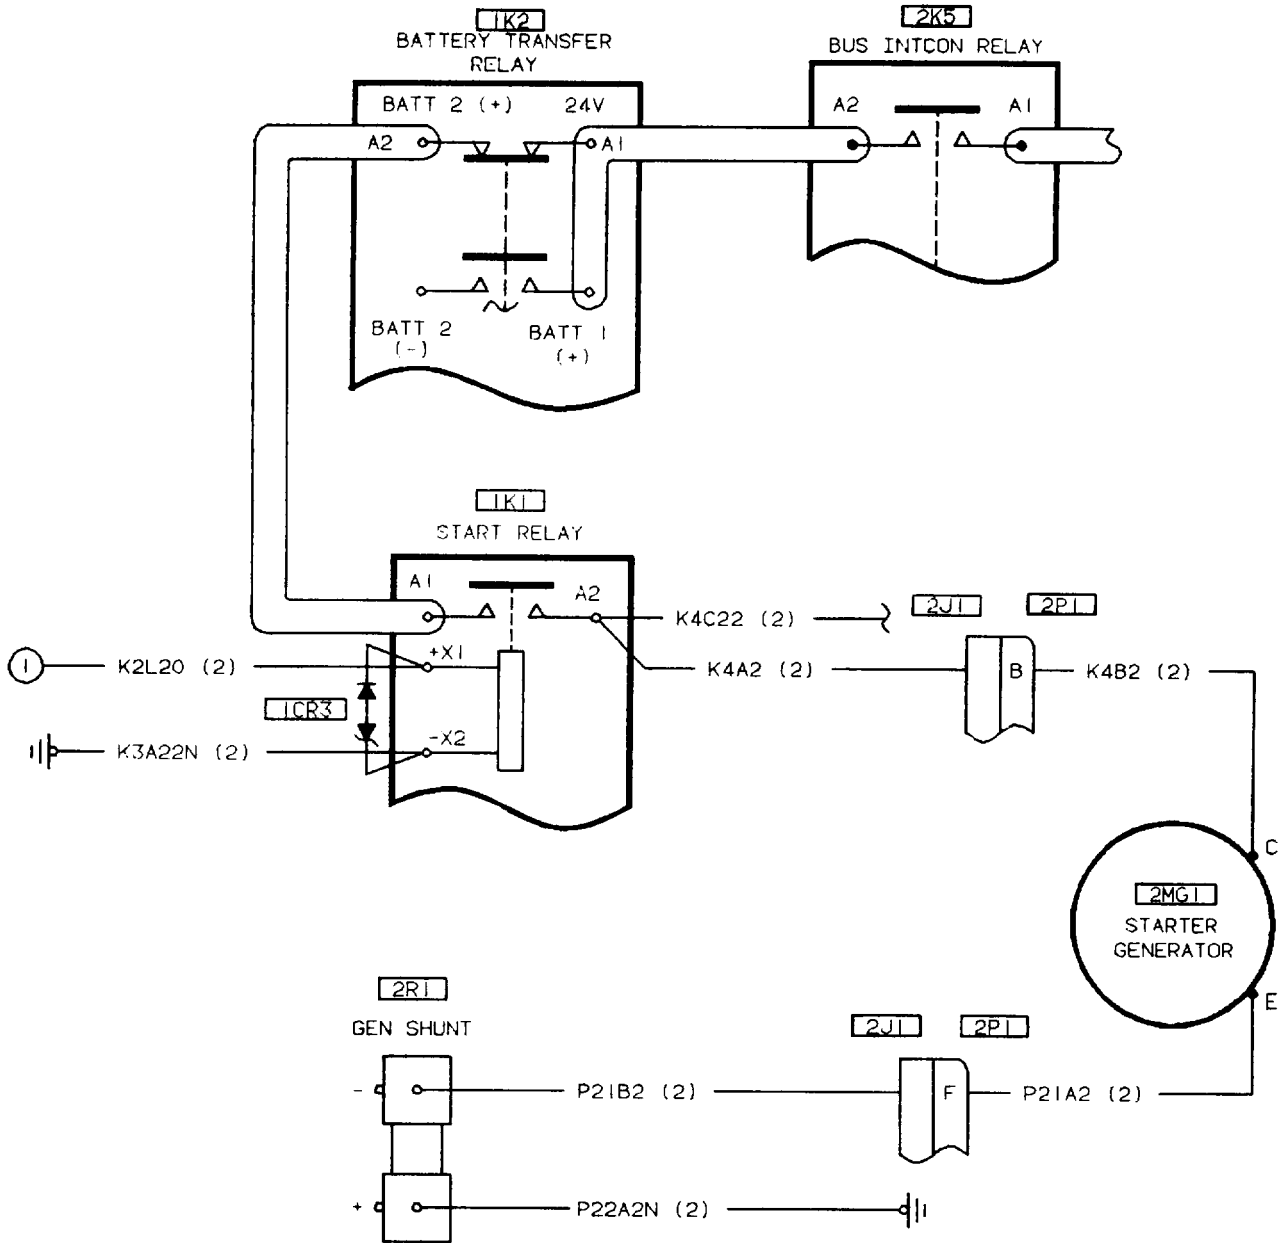 1K2
BATTERY TRANSFER
RELAY
2K5
BUS INTCON RELAY
BATT 2 (+)
24V
A2
A1
A2
A1
BATT 2
(-)
BATT 1
(+)
1K1
START RELAY
A1
A2
K4C22 (2)
2J1
2P1
+X1
1
K2L20 (2)
K4A2 (2)
B
K4B2 (2)
1CR3
-X2
K3A22N (2)
C
2MG1
STARTER
GENERATOR
E
2R1
GEN SHUNT
2J1
2P1
-
P21B2 (2)
F
P21A2 (2)
+
P22A2N (2)